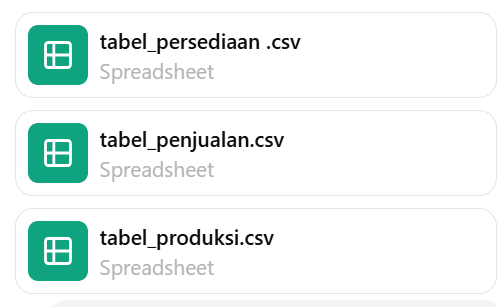 tabel_persediaan .csv
Spreadsheet
tabel_penjualan.csv
Spreadsheet
tabel_produksi.csv
Spreadsheet